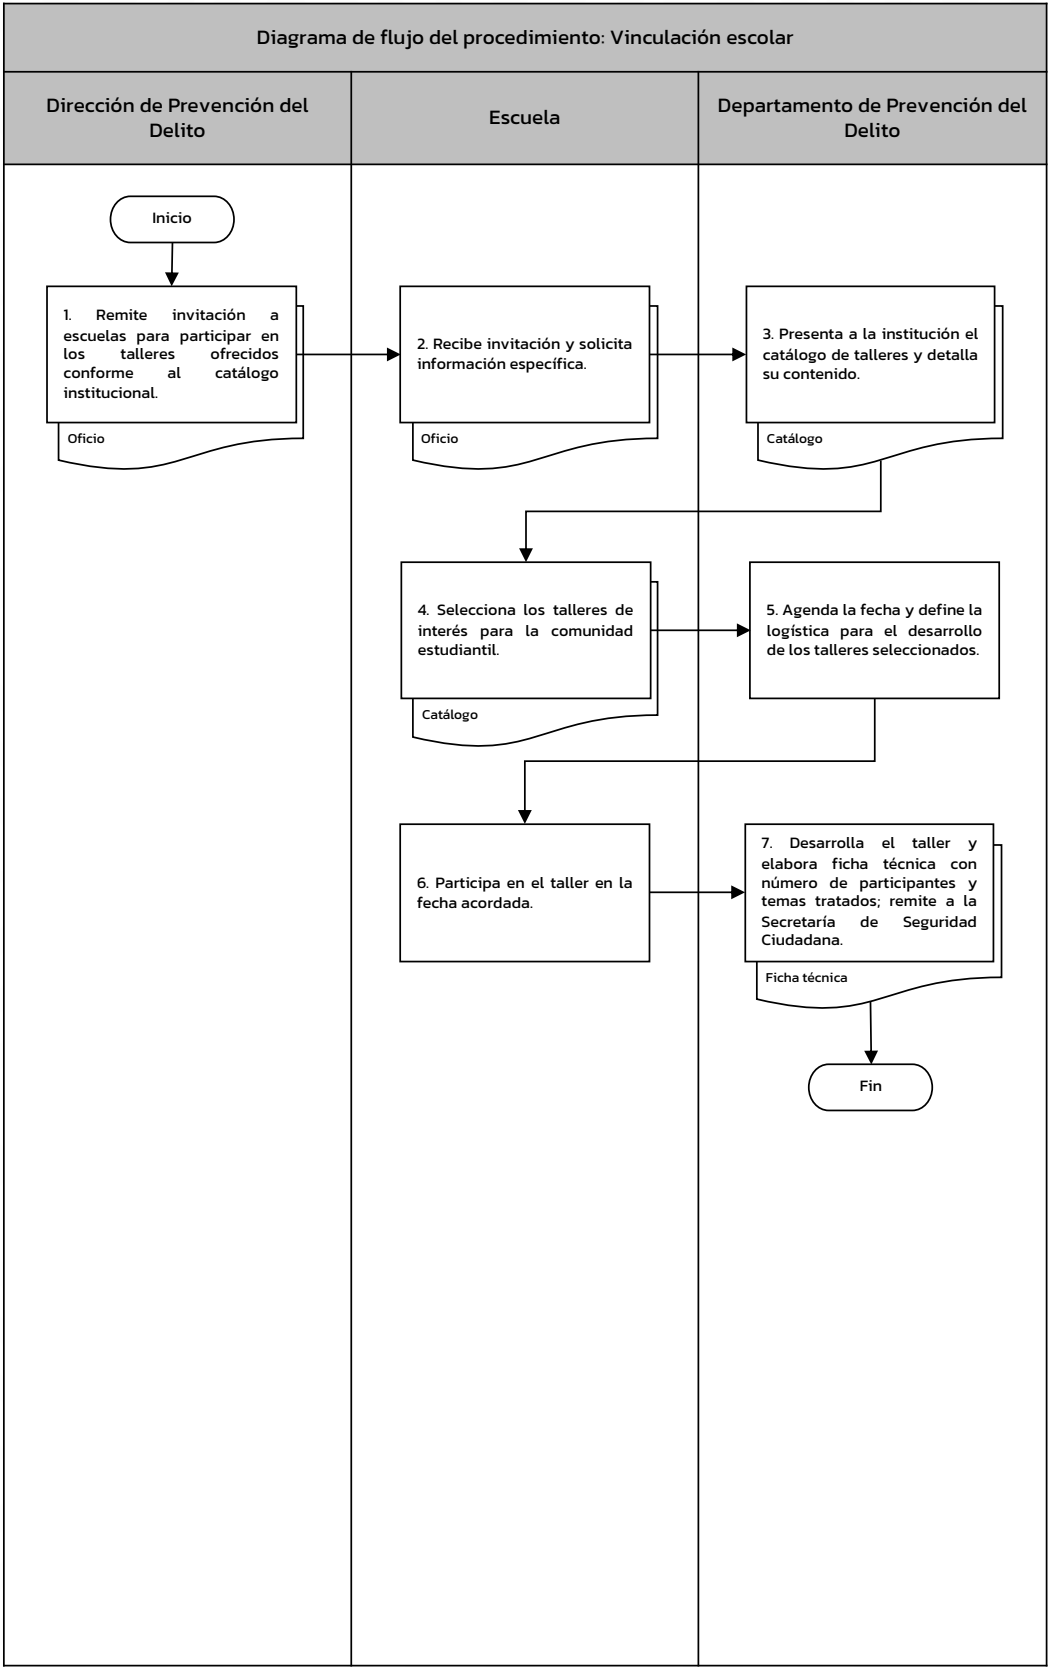 Diagrama de flujo del procedimiento: Vinculación escolar
Dirección de Prevención del
Delito
Escuela
Departamento de Prevención del
Delito
Inicio
1. Remite invitación a
escuelas para participar en
los talleres ofrecidos
conforme al catálogo
institucional.
Oficio
2. Recibe invitación y solicita
información específica.
Oficio
3. Presenta a la institución el
catálogo de talleres y detalla
su contenido.
Catálogo
4. Selecciona los talleres de
interés para la comunidad
estudiantil.
Catálogo
5. Agenda la fecha y define la
logística para el desarrollo
de los talleres seleccionados.
6. Participa en el taller en la
fecha acordada.
7. Desarrolla el taller y
elabora ficha técnica con
número de participantes y
temas tratados; remite a la
Secretaría de Seguridad
Ciudadana.
Ficha técnica
Fin